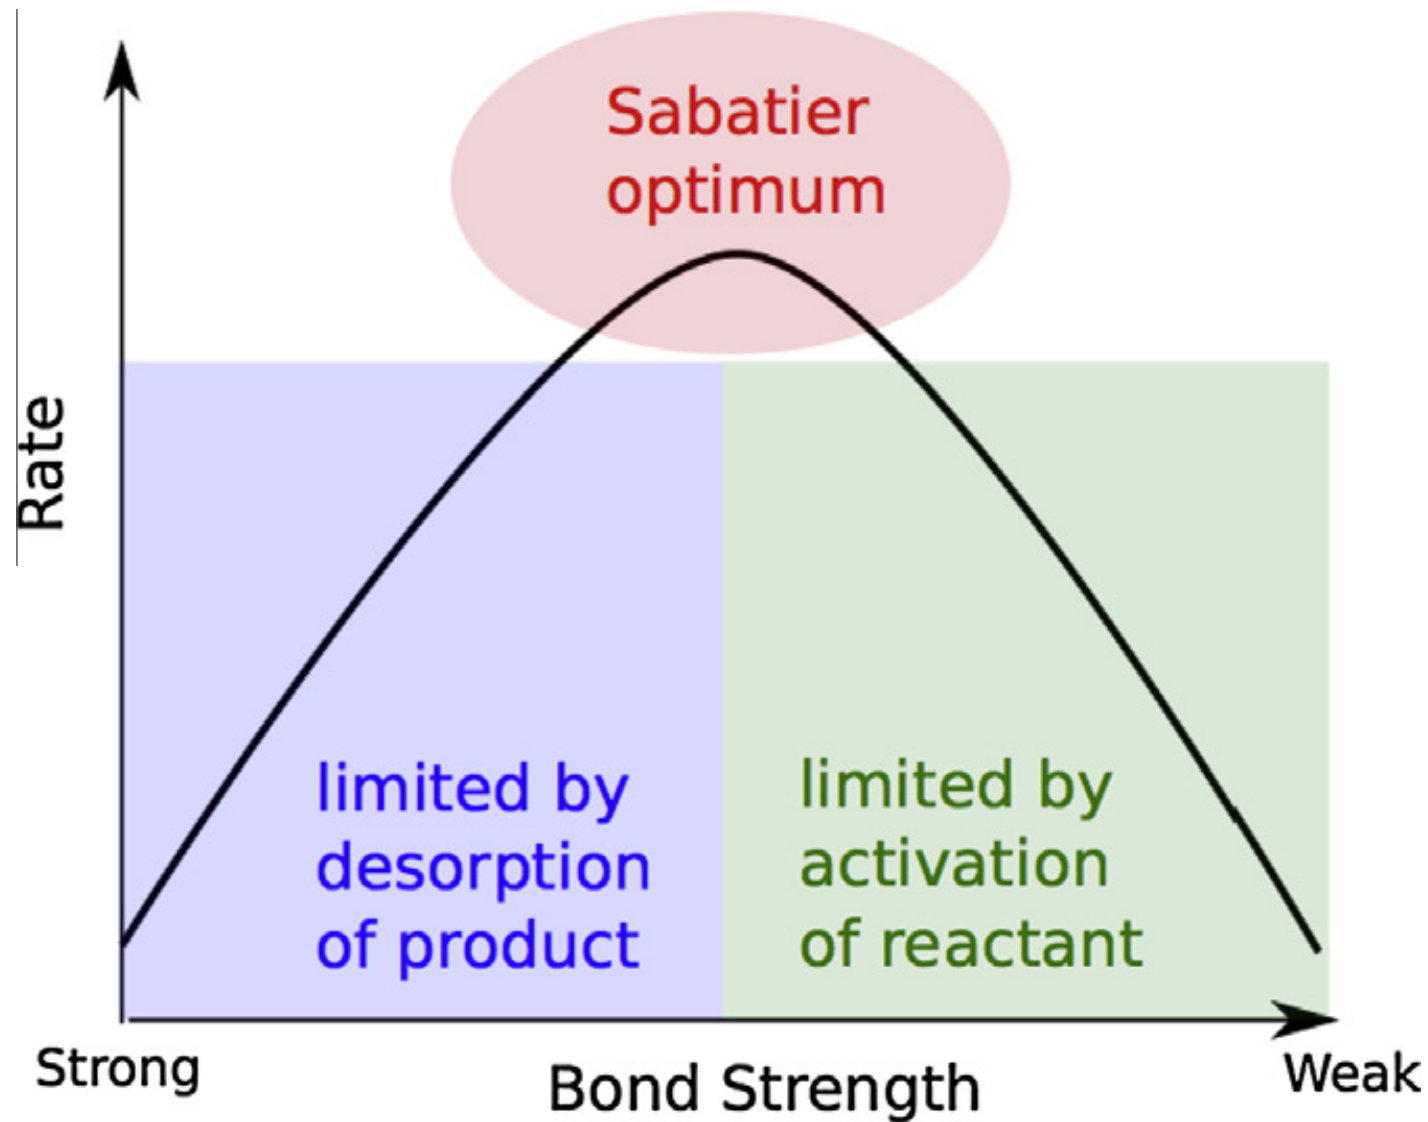 Sabatier
optimum
Rate
limited by
desorption
of product
limited by
activation
of reactant
Strong
Bond Strength
Weak